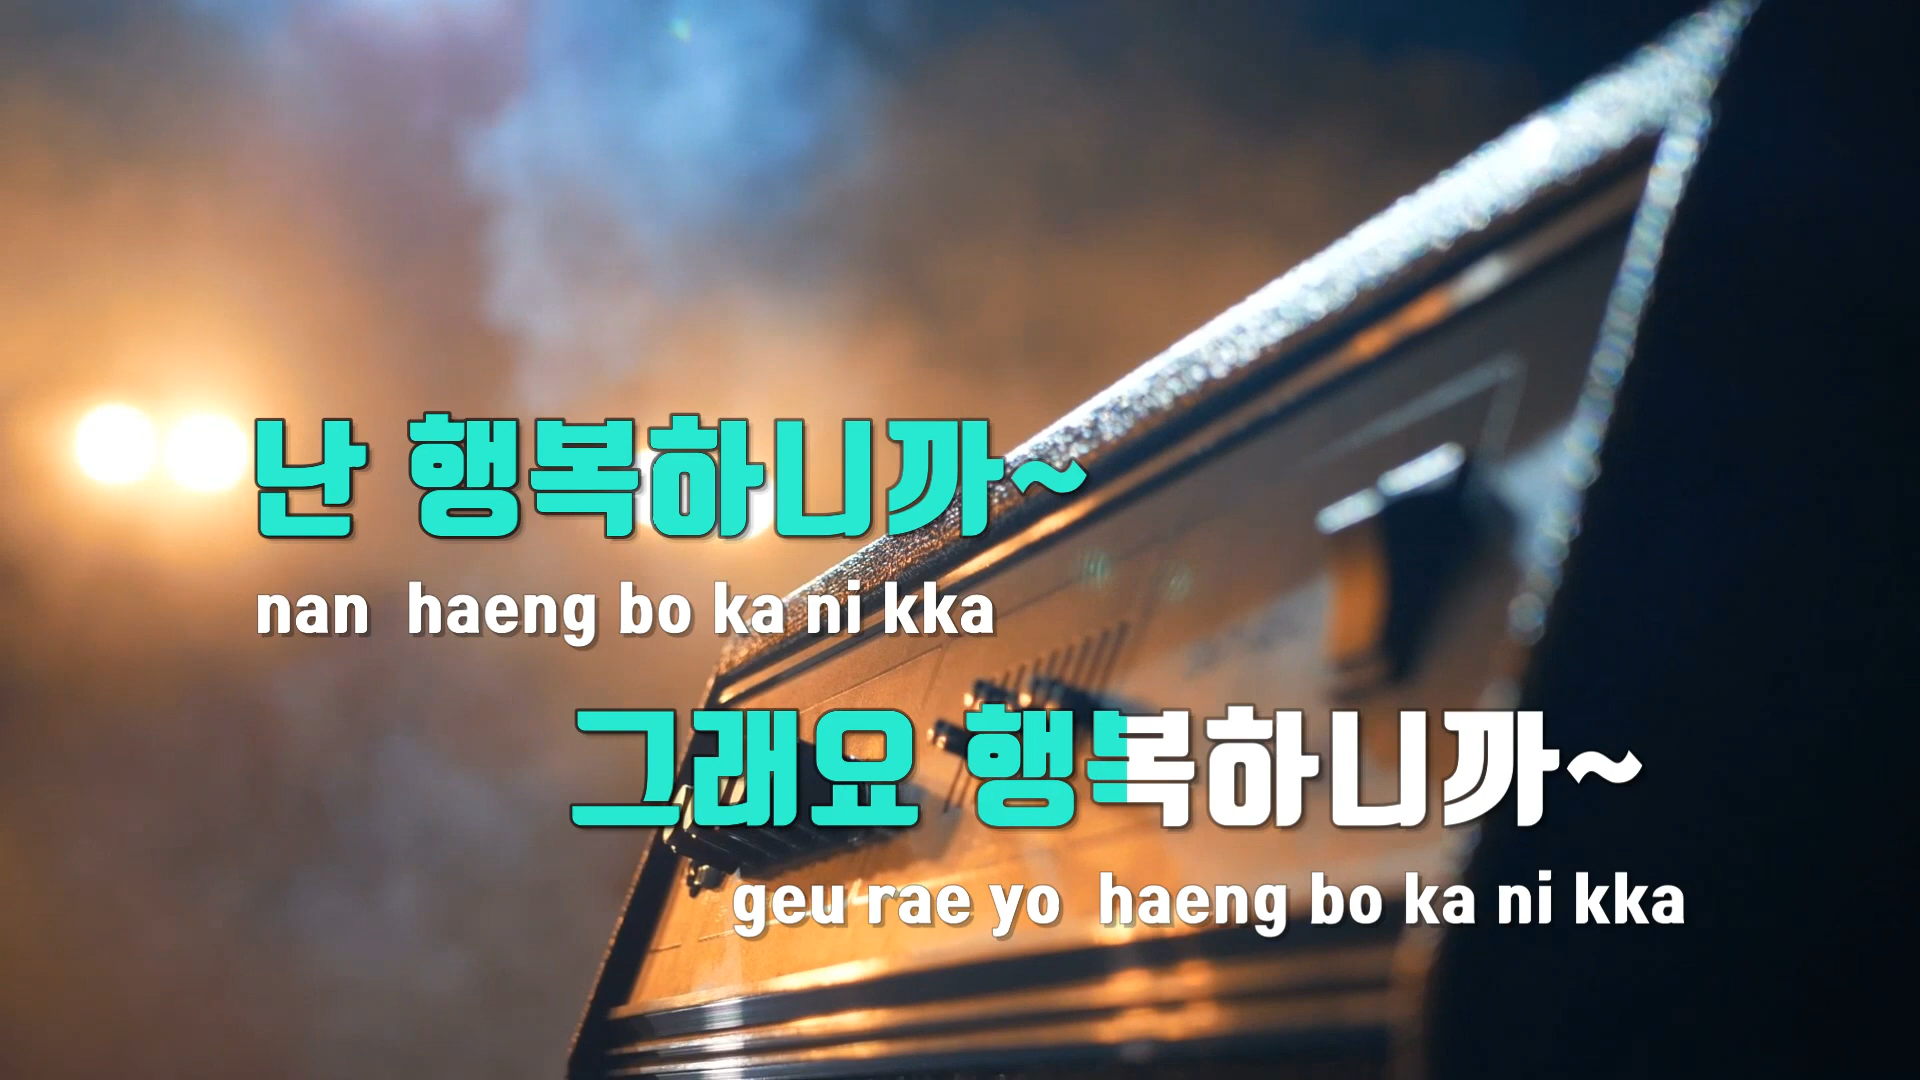 난 행복하니까~
nan haeng bo ka ni kka
그래요 행복하니까~
geu rae yo haeng bo ka ni kka